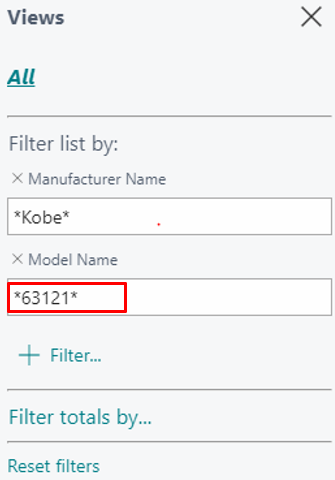 Views
All
Filter list by:
× Manufacturer Name
*Kobe*
× Model Name
*63121*
+ Filter...
Filter totals by...
Reset filters